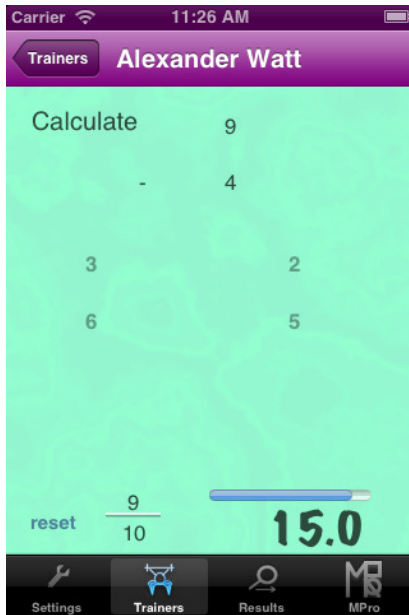 Carrier 11:26 AM
Trainers Alexander Watt
Calculate 9
- 4
3 2
6 5
reset 9
10
15.0
Settings Trainers Results MPro